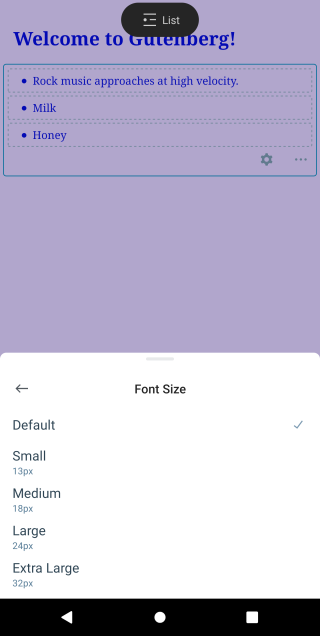 List
Welcome to Gutenberg!
Rock music approaches at high velocity.
Milk
Honey
Font Size
Default
Small
13px
Medium
18px
Large
24px
Extra Large
32px